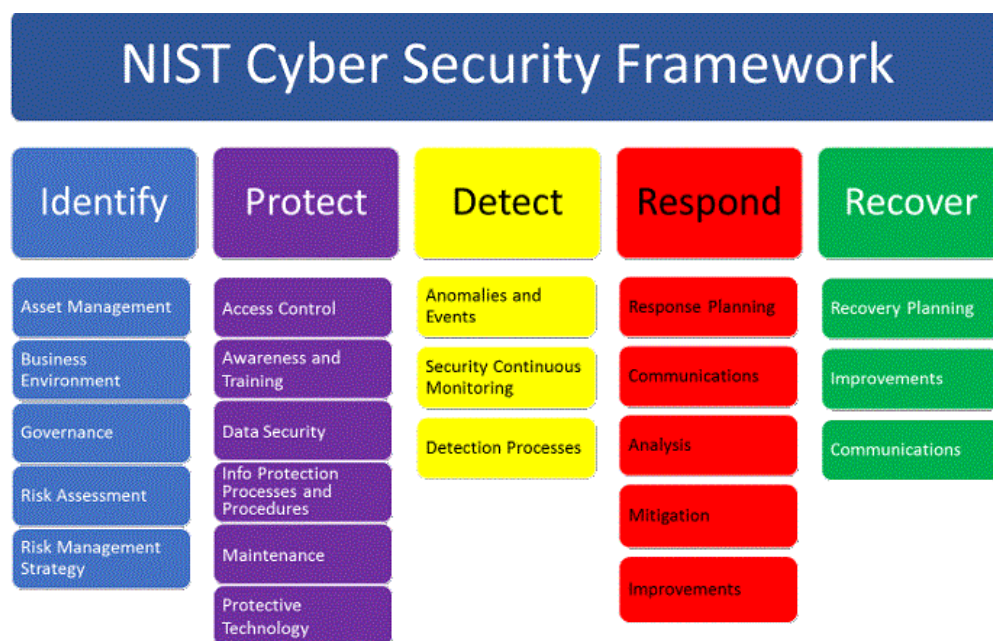 NIST Cyber Security Framework
Identify
Asset Management
Business
Environment
Governance
Risk Assessment
Risk Management
Strategy
Protect
Access Control
Awareness and
Training
Data Security
Info Protection
Processes and
Procedures
Maintenance
Protective
Technology
Detect
Anomalies and
Events
Security Continuous
Monitoring
Detection Processes
Respond
Response Planning
Communications
Analysis
Mitigation
Improvements
Recover
Recovery Planning
Improvements
Communications